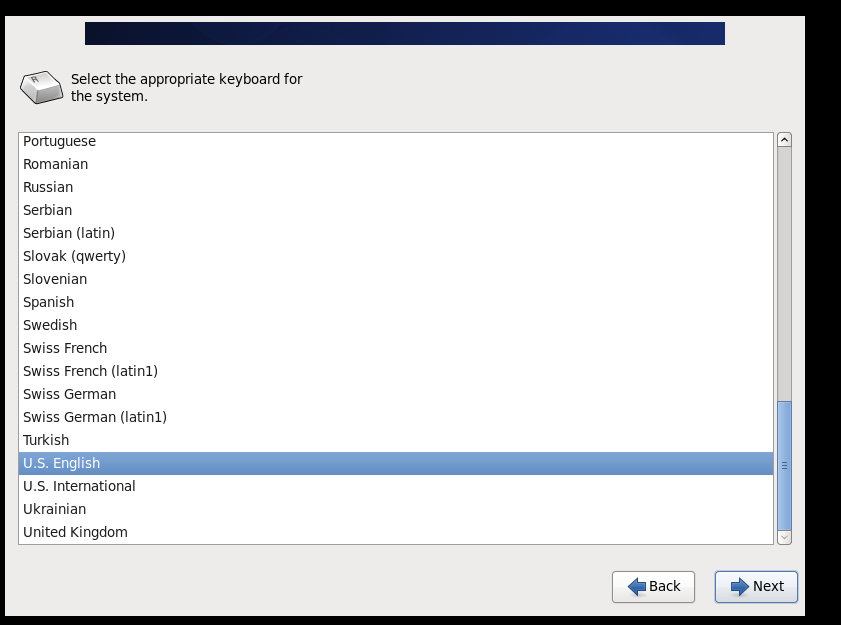 Select the appropriate keyboard for
the system.
Portuguese
Romanian
Russian
Serbian
Serbian (latin)
Slovak (qwerty)
Slovenian
Spanish
Swedish
Swiss French
Swiss French (latin1)
Swiss German
Swiss German (latin1)
Turkish
U.S. English
U.S. International
Ukrainian
United Kingdom
Back
Next